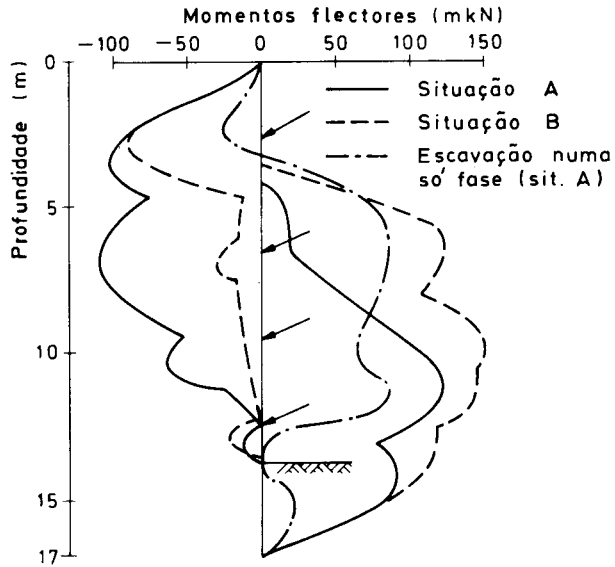 Momentos flectores (mkN)
−100 −50 0 50 100 150
Profundidade (m)
0
5
10
15
17
Situação A
Situação B
Escavação numa
so' fase (sit. A)